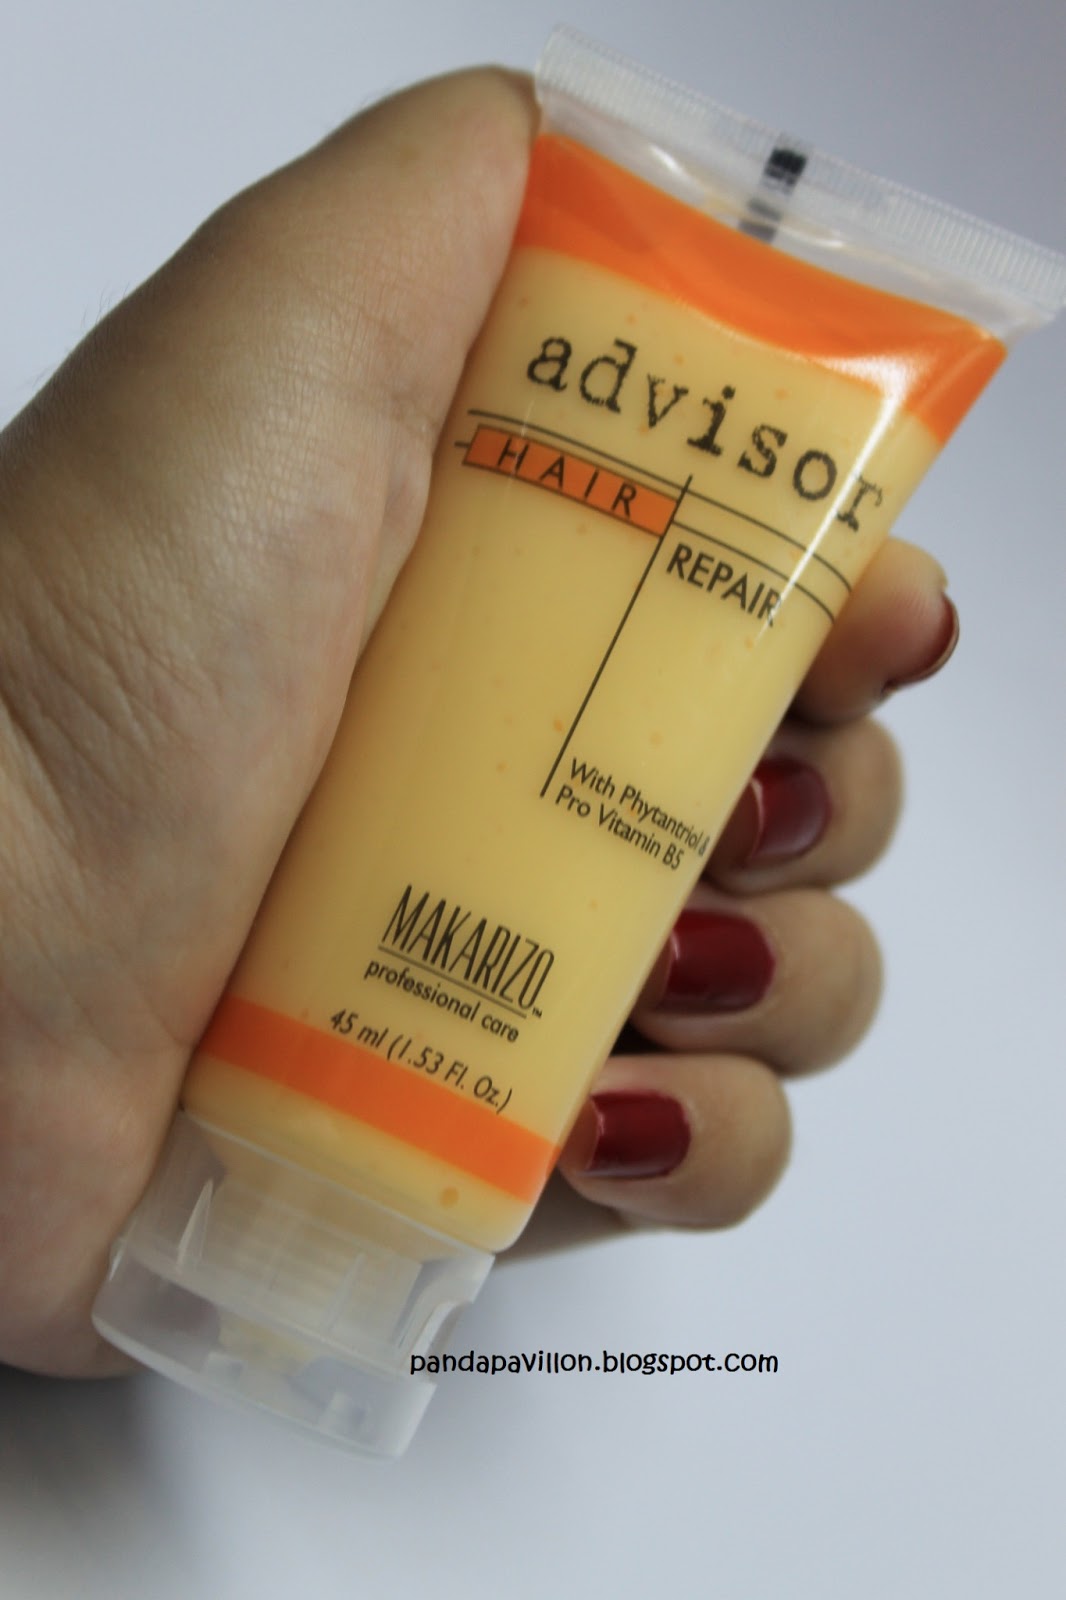 advisor
HAIR
REPAIR
With Phytantriol &
Pro Vitamin B5
MAKARIZO™
professional care
45 ml (1.53 Fl. Oz.)
pandapavillon.blogspot.com